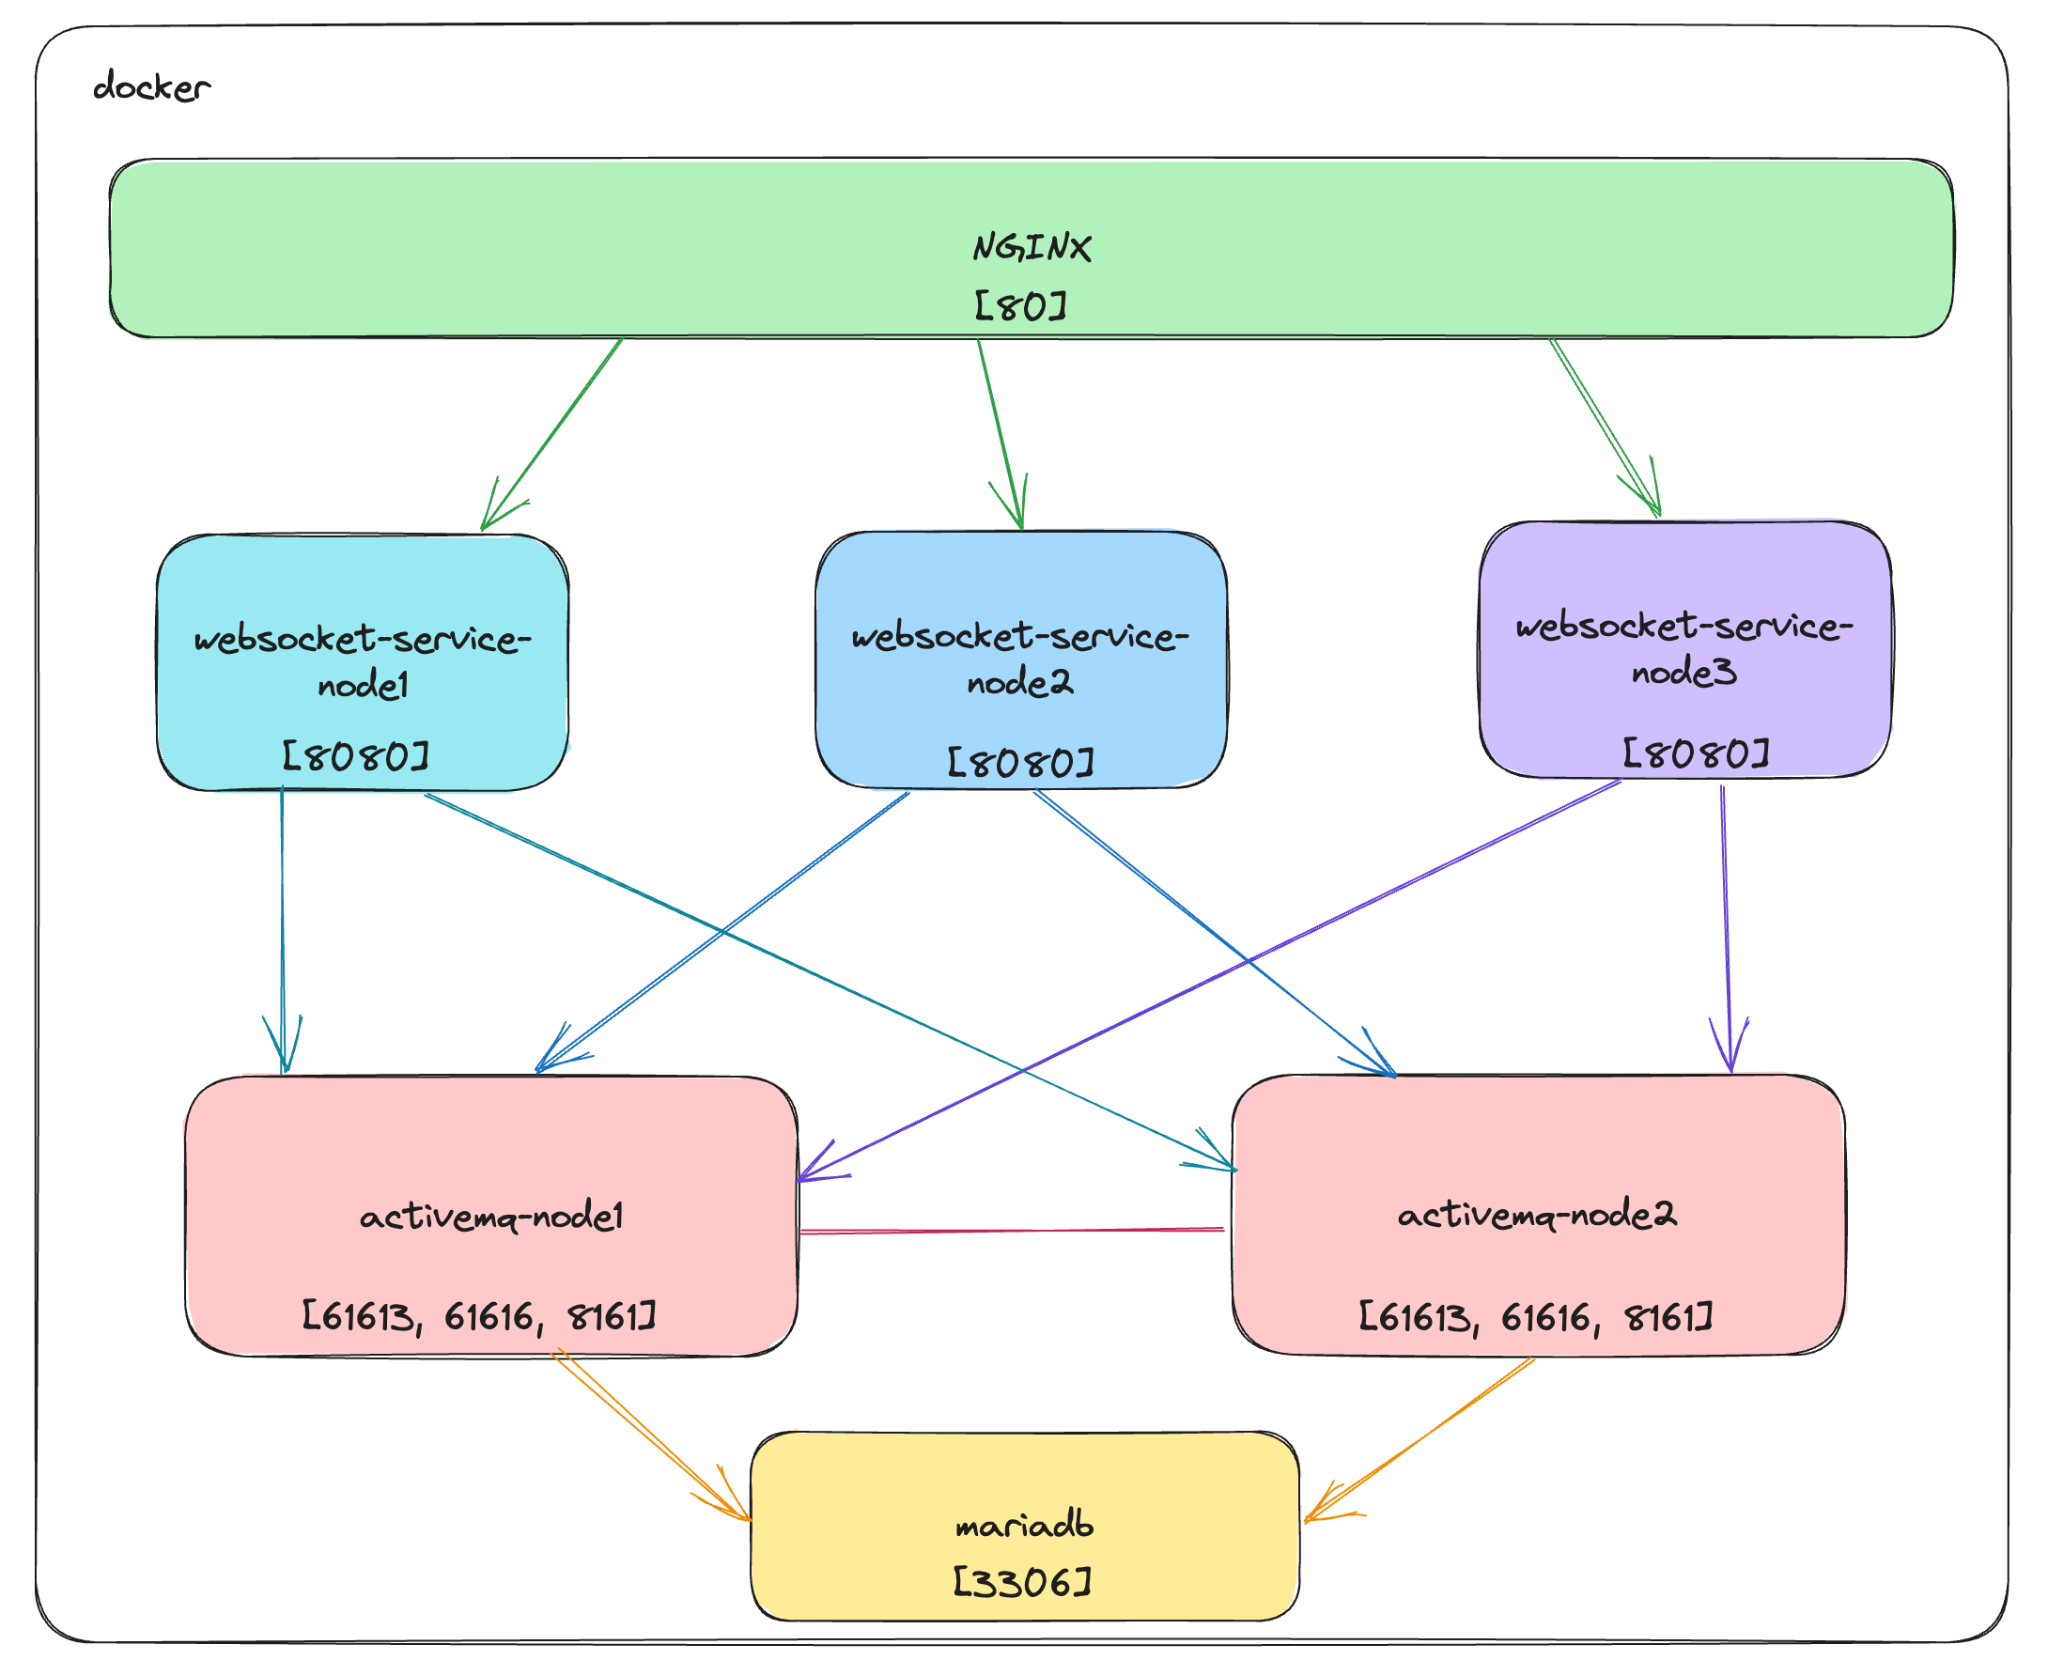 docker
NGINX
[80]
websocket-service-
node1
[8080]
websocket-service-
node2
[8080]
websocket-service-
node3
[8080]
activemq-node1
[61613, 61616, 8161]
activemq-node2
[61613, 61616, 8161]
mariadb
[3306]